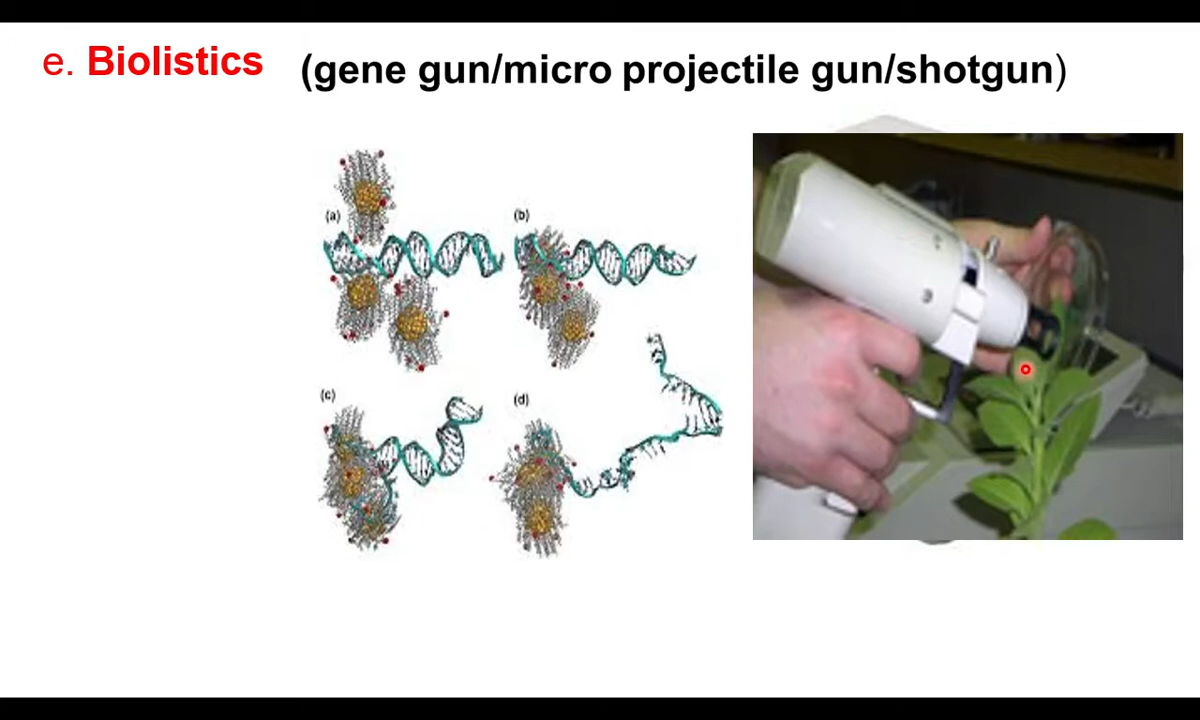 e. Biolistics (gene gun/micro projectile gun/shotgun)
(a)
(b)
(c)
(d)